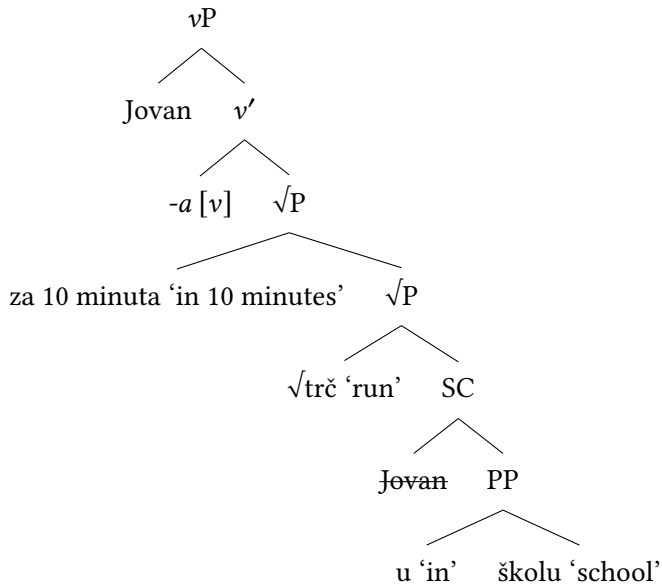 vP
Jovan v′
-a [v] √P
za 10 minuta ‘in 10 minutes’ √P
√trč ‘run’ SC
Jovan PP
u ‘in’ školu ‘school’